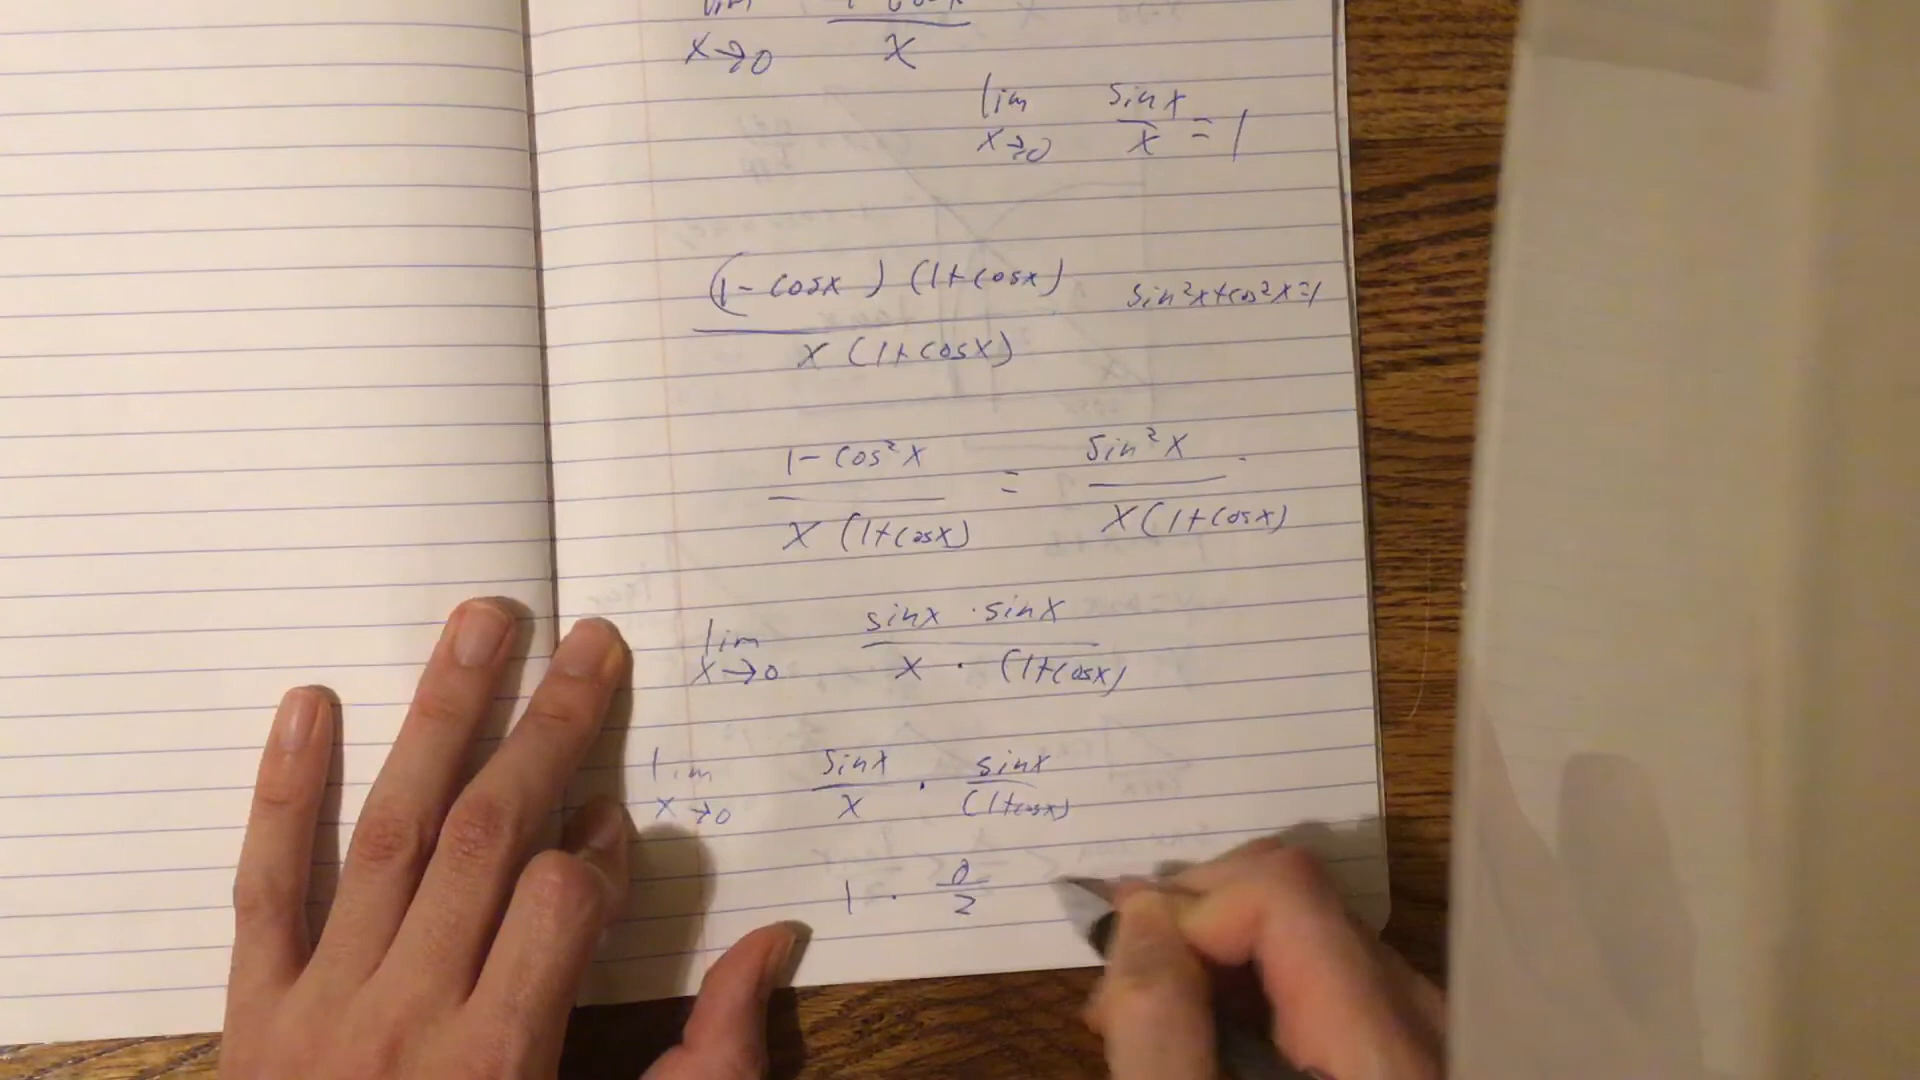 lim
x→0 x
lim sinx
x→0 x = 1
(1 - cosx) (1+cosx)
x (1+cosx)
sin²x+cos²x=1
1 - cos²x = sin²x
x (1+cosx) x(1+cosx)
lim sinx · sinx
x→0 x · (1+cosx)
lim sinx · sinx
x→0 x (1+cosx)
1 · 0/2